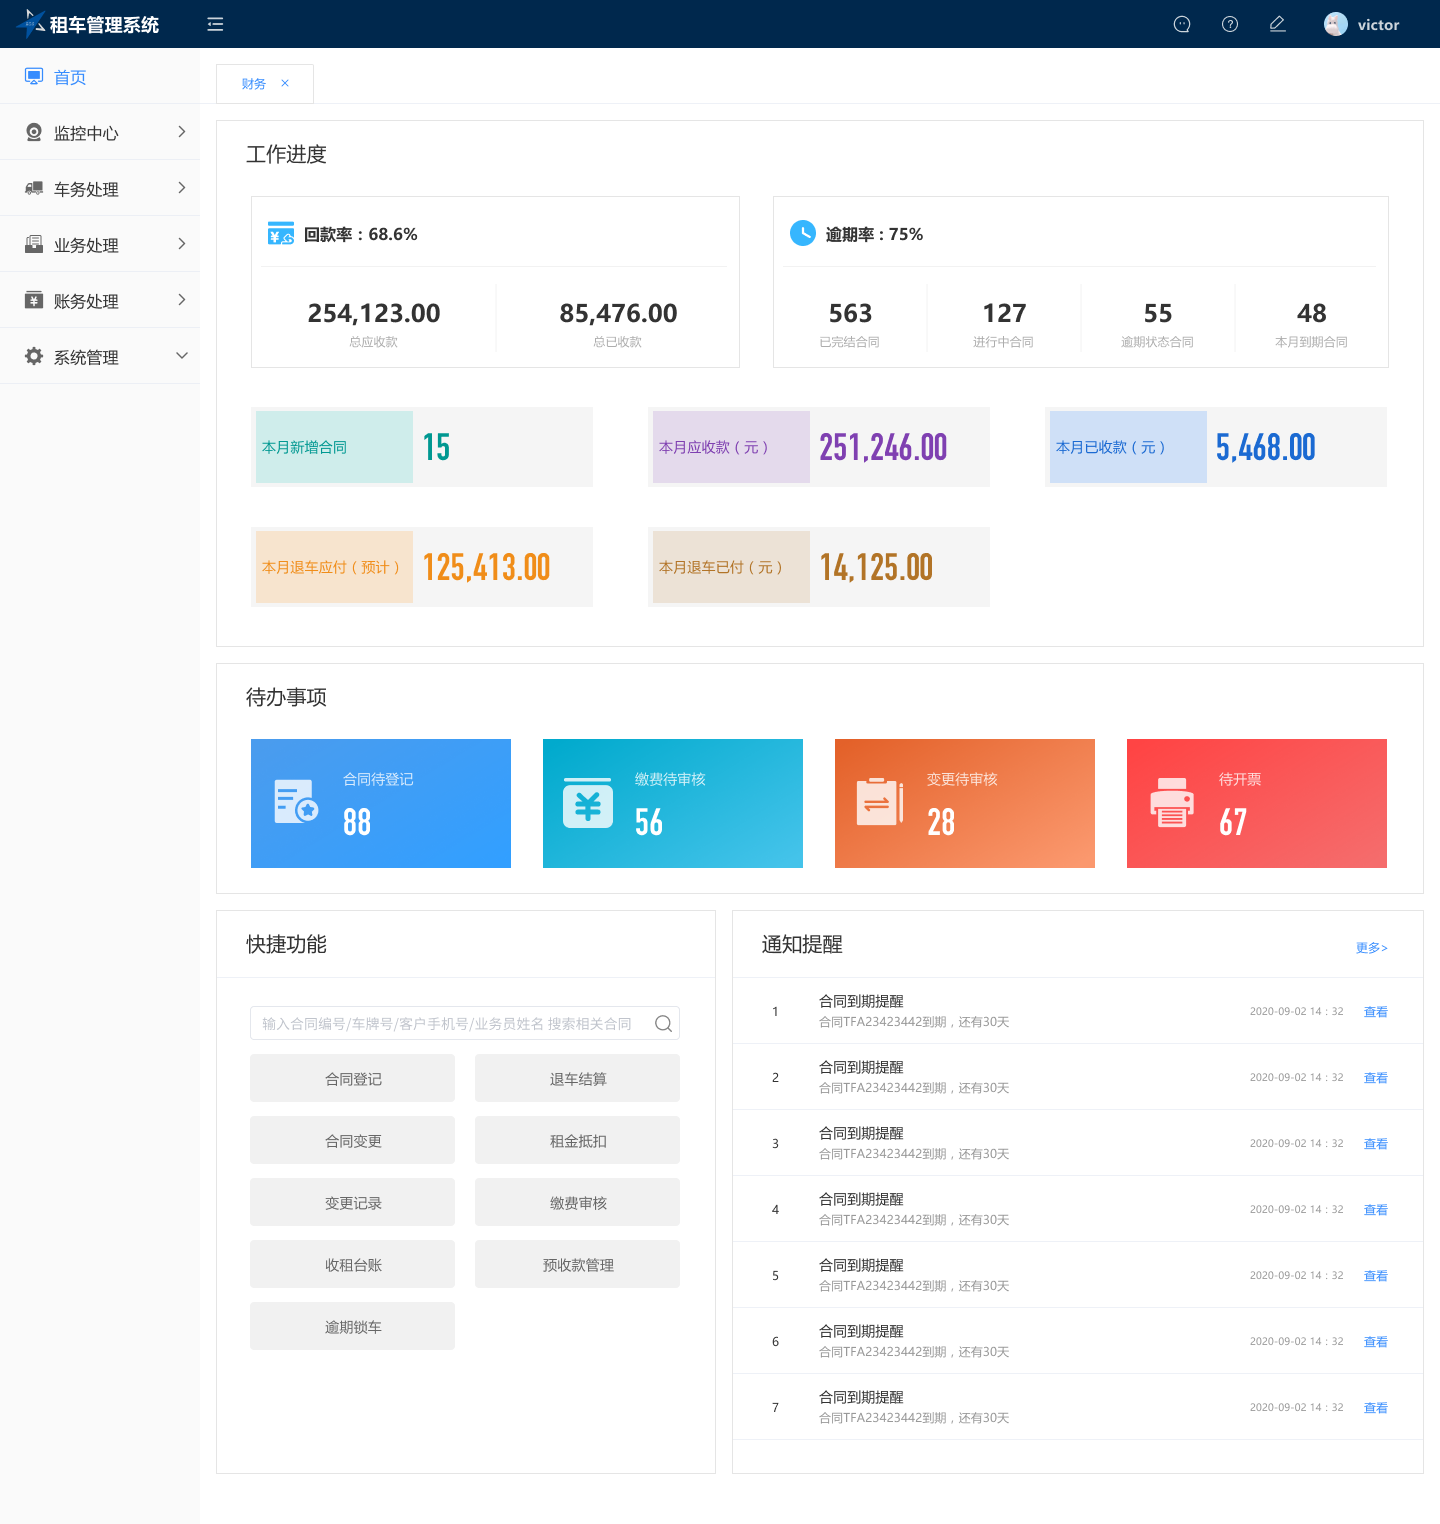 租车管理系统
victor
首页
监控中心
车务处理
业务处理
账务处理
系统管理
财务 ×
工作进度
回款率：68.6%
254,123.00
总应收款
85,476.00
总已收款
逾期率：75%
563
已完结合同
127
进行中合同
55
逾期状态合同
48
本月到期合同
本月新增合同 15
本月应收款（元） 251,246.00
本月已收款（元） 5,468.00
本月退车应付（预计） 125,413.00
本月退车已付（元） 14,125.00
待办事项
合同待登记
88
缴费待审核
56
变更待审核
28
待开票
67
快捷功能
输入合同编号/车牌号/客户手机号/业务员姓名 搜索相关合同
合同登记
退车结算
合同变更
租金抵扣
变更记录
缴费审核
收租台账
预收款管理
逾期锁车
通知提醒
更多>
1
合同到期提醒
合同TFA23423442到期，还有30天
2020-09-02 14：32 查看
2
合同到期提醒
合同TFA23423442到期，还有30天
2020-09-02 14：32 查看
3
合同到期提醒
合同TFA23423442到期，还有30天
2020-09-02 14：32 查看
4
合同到期提醒
合同TFA23423442到期，还有30天
2020-09-02 14：32 查看
5
合同到期提醒
合同TFA23423442到期，还有30天
2020-09-02 14：32 查看
6
合同到期提醒
合同TFA23423442到期，还有30天
2020-09-02 14：32 查看
7
合同到期提醒
合同TFA23423442到期，还有30天
2020-09-02 14：32 查看